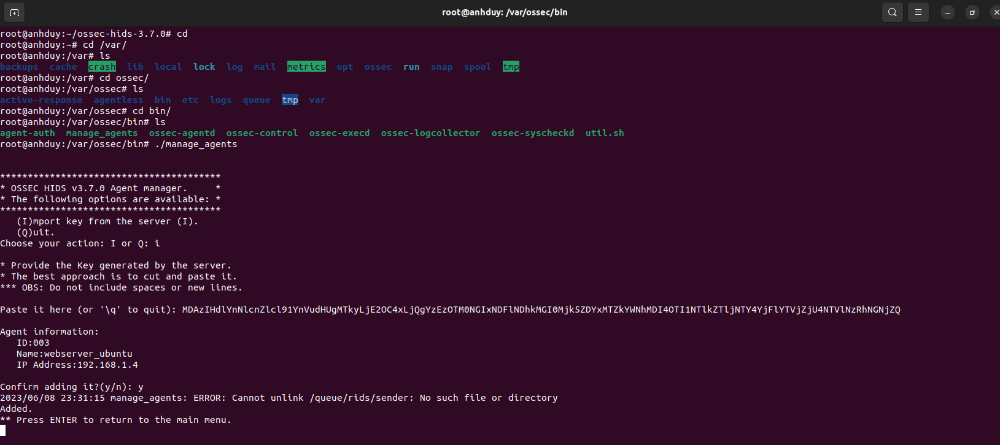 root@anhduy: /var/ossec/bin
root@anhduy:~/ossec-hids-3.7.0# cd
root@anhduy:~# cd /var/
root@anhduy:/var# ls
backups  cache  crash  lib  local  lock  log  mail  metrics  opt  ossec  run  snap  spool  tmp
root@anhduy:/var# cd ossec/
root@anhduy:/var/ossec# ls
active-response  agentless  bin  etc  logs  queue  tmp  var
root@anhduy:/var/ossec# cd bin/
root@anhduy:/var/ossec/bin# ls
agent-auth  manage_agents  ossec-agentd  ossec-control  ossec-execd  ossec-logcollector  ossec-syscheckd  util.sh
root@anhduy:/var/ossec/bin# ./manage_agents
****************************************
* OSSEC HIDS v3.7.0 Agent manager.     *
* The following options are available: *
****************************************
   (I)mport key from the server (I).
   (Q)uit.
Choose your action: I or Q: i
* Provide the Key generated by the server.
* The best approach is to cut and paste it.
*** OBS: Do not include spaces or new lines.
Paste it here (or '\q' to quit): MDAzIHdlYnNlcnZlcl91YnVudHUgMTkyLjE2OC4xLjQgYzEzOTM0NGIxNDFlNDhkMGI0Mjk5ZDYxMTZkYWNhMDI4OTI1NTlkZTljNTY4YjFlYTVjZjU4NTVlNzRhNGNjZQ
Agent information:
   ID:003
   Name:webserver_ubuntu
   IP Address:192.168.1.4
Confirm adding it?(y/n): y
2023/06/08 23:31:15 manage_agents: ERROR: Cannot unlink /queue/rids/sender: No such file or directory
Added.
** Press ENTER to return to the main menu.